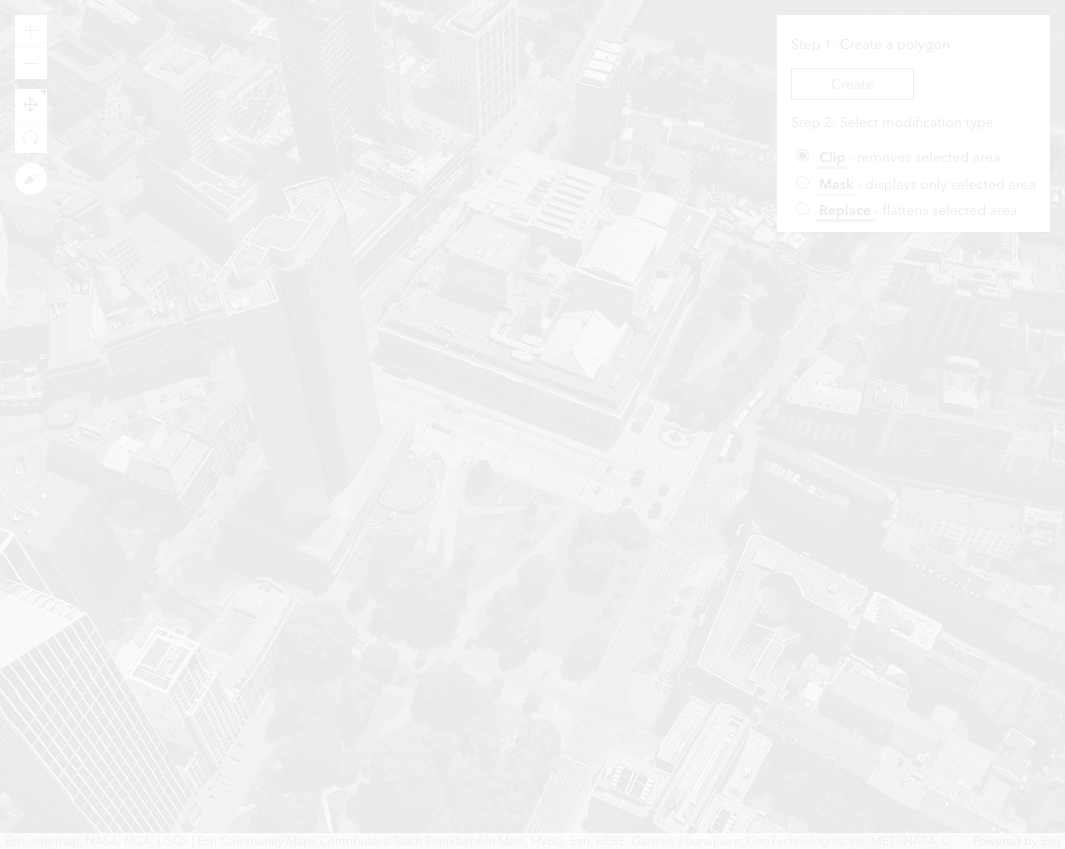 Step 1: Create a polygon
Create
Step 2: Select modification type
Clip - removes selected area
Mask - displays only selected area
Replace - flattens selected area
Esri, Intermap, NASA, NGA, USGS | Esri Community Maps Contributors, Stadt Frankfurt Am Main, HVBG, Esri, HERE, Garmin, Foursquare, GeoTechnologies, Inc, METI/NASA, U... Powered by Esri